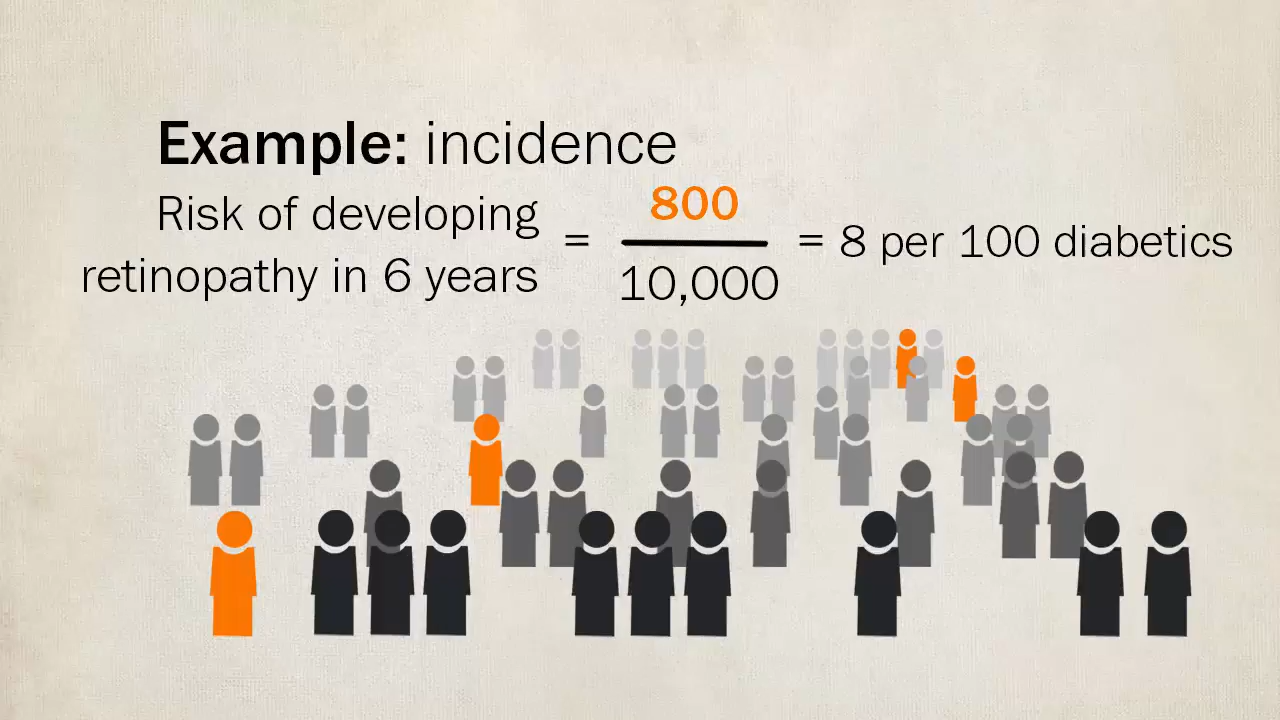 Example: incidence
Risk of developing
retinopathy in 6 years
=
800
10,000
= 8 per 100 diabetics